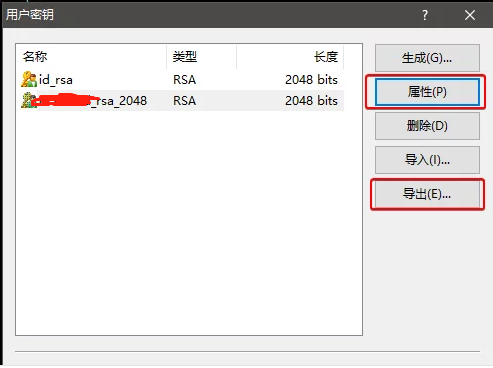 用户密钥
名称 类型 长度
id_rsa RSA 2048 bits
_rsa_2048 RSA 2048 bits
生成(G)...
属性(P)
删除(D)
导入(I)...
导出(E)...